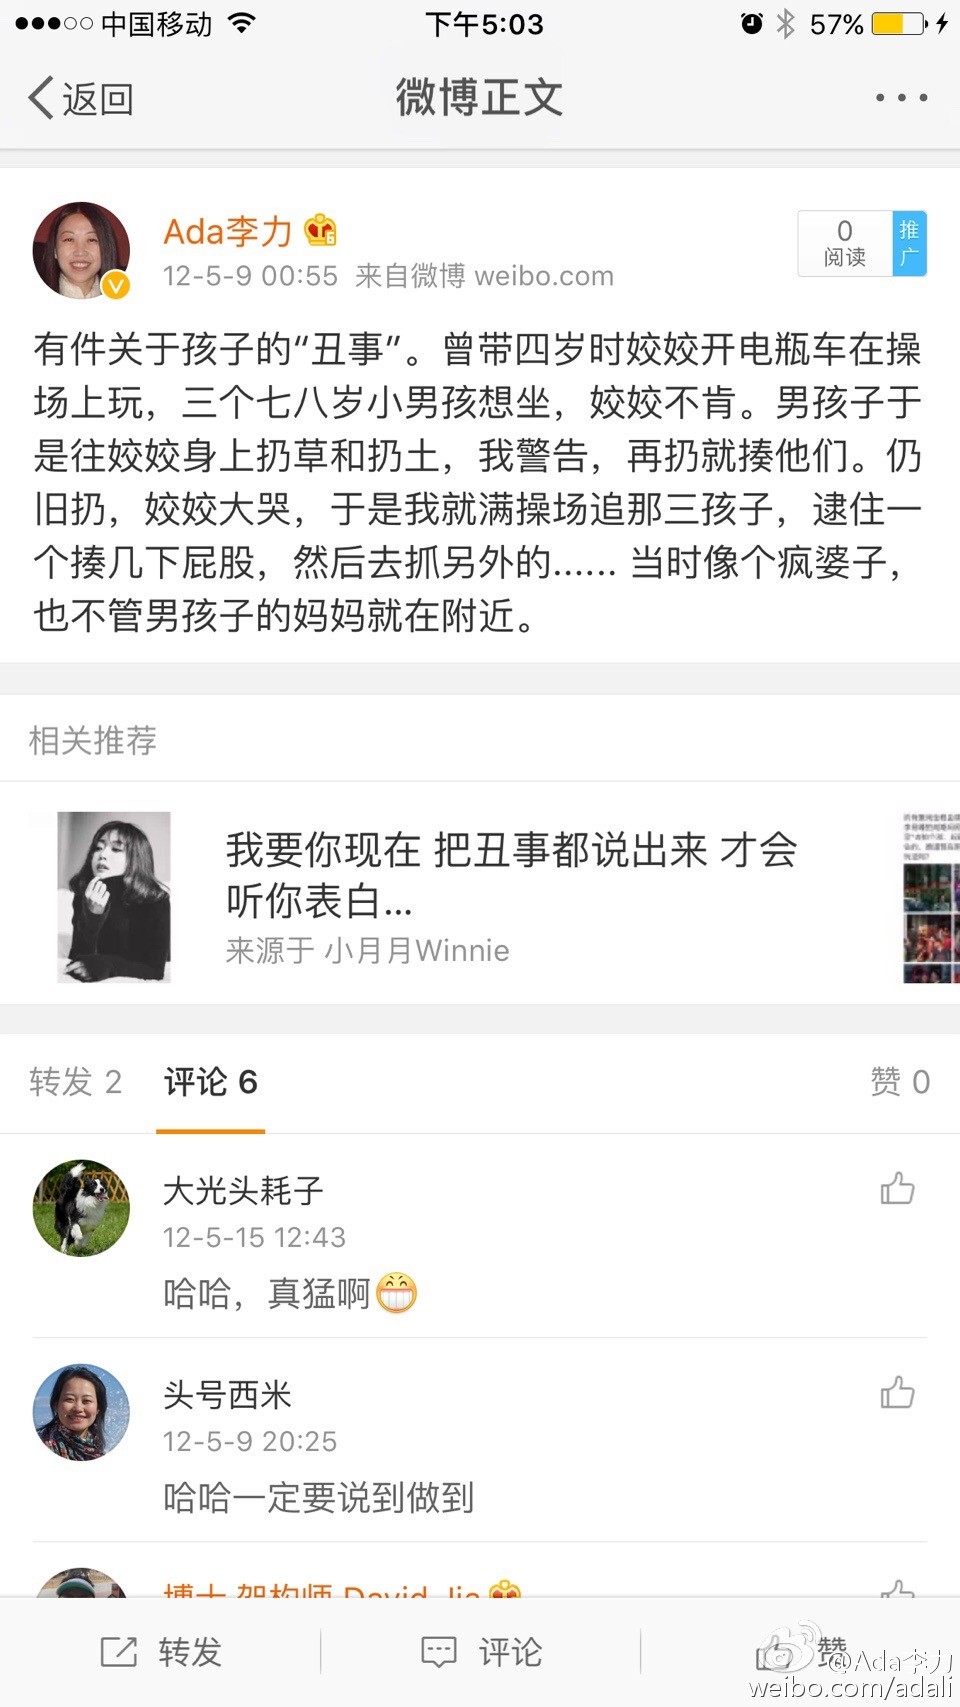 中国移动
下午5:03
57%
返回
微博正文
Ada李力
0
阅读
推广
12-5-9 00:55 来自微博 weibo.com
有件关于孩子的“丑事”。曾带四岁时姣姣开电瓶车在操
场上玩，三个七八岁小男孩想坐，姣姣不肯。男孩子于
是往姣姣身上扔草和扔土，我警告，再扔就揍他们。仍
旧扔，姣姣大哭，于是我就满操场追那三孩子，逮住一
个揍几下屁股，然后去抓另外的...... 当时像个疯婆子，
也不管男孩子的妈妈就在附近。
相关推荐
我要你现在 把丑事都说出来 才会
听你表白...
来源于 小月月Winnie
转发 2
评论 6
赞 0
大光头耗子
12-5-15 12:43
哈哈，真猛啊
头号西米
12-5-9 20:25
哈哈一定要说到做到
博士 架构师 David Jia
转发
评论
赞
@Ada李力
weibo.com/adali